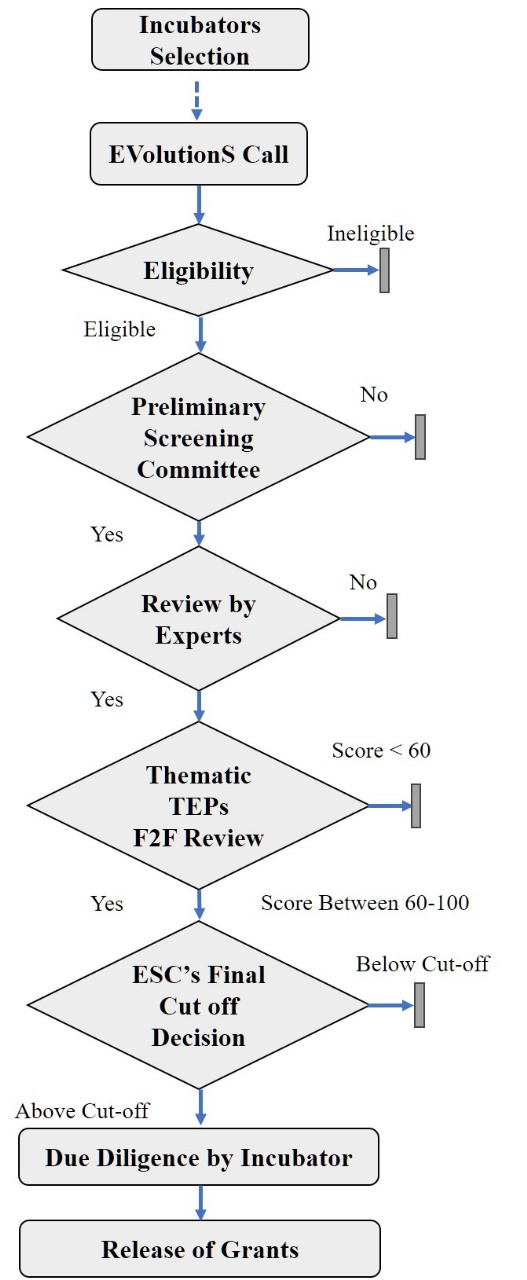 Incubators
Selection
EVolutionS Call
Ineligible
Eligibility
Eligible
No
Preliminary
Screening
Committee
Yes
No
Review by
Experts
Yes
Score < 60
Thematic
TEPs
F2F Review
Yes
Score Between 60-100
Below Cut-off
ESC’s Final
Cut off
Decision
Above Cut-off
Due Diligence by Incubator
Release of Grants